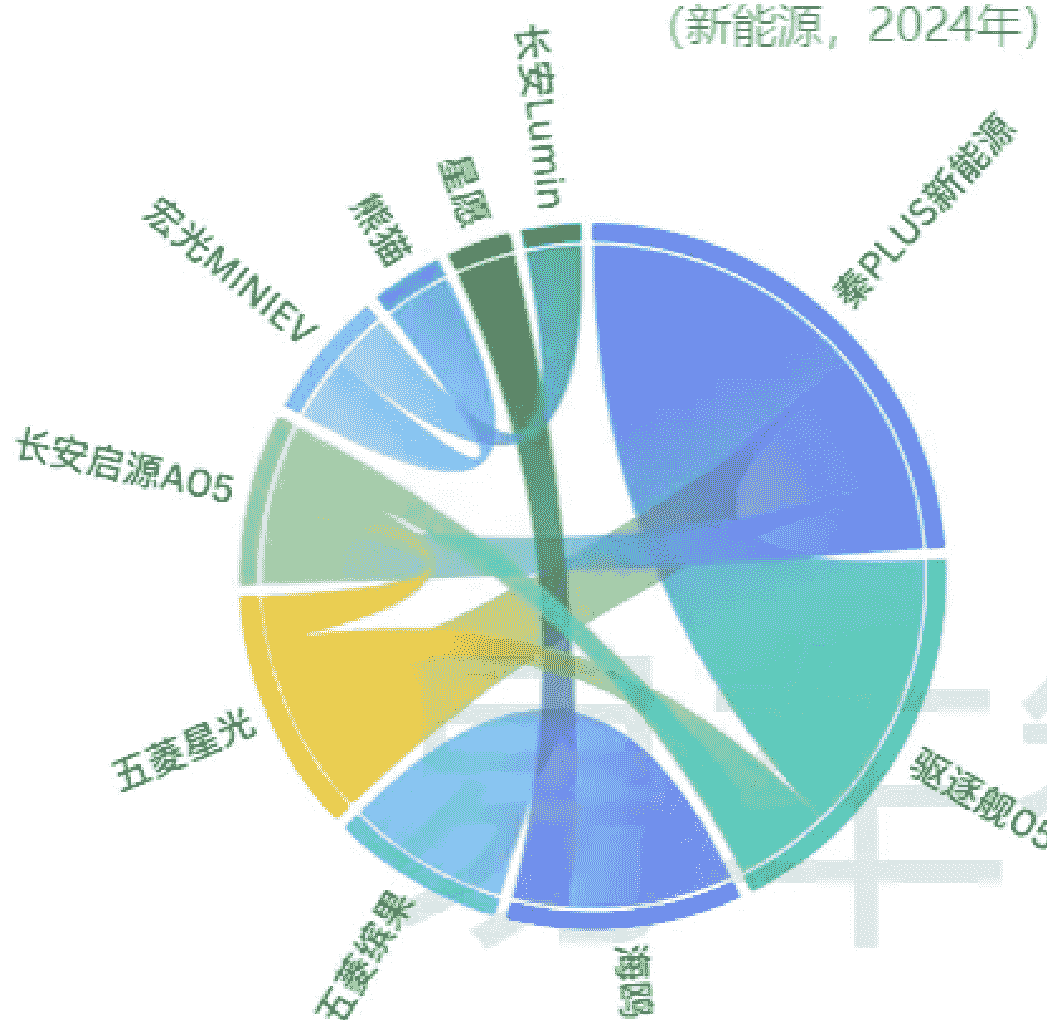 (新能源，2024年)
长安Lumin
秦PLUS新能源
星愿
熊猫
宏光MINIEV
长安启源A05
五菱星光
驱逐舰05
五菱缤果
海鸥